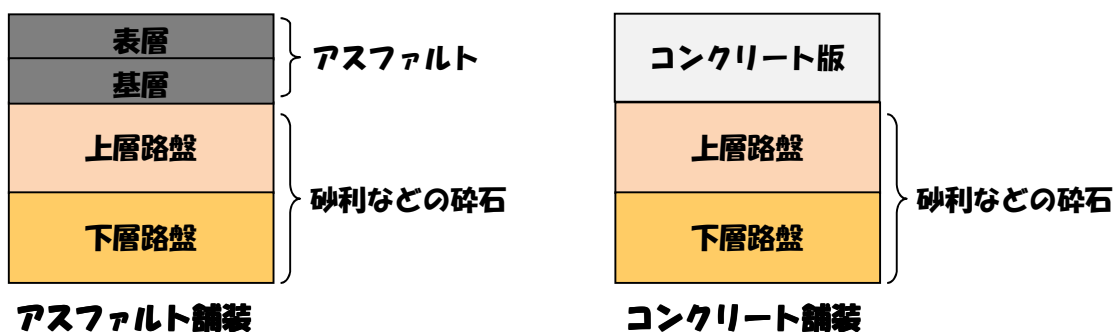 表層
基層
アスファルト
上層路盤
下層路盤
砂利などの砕石
アスファルト舗装
コンクリート版
上層路盤
下層路盤
砂利などの砕石
コンクリート舗装